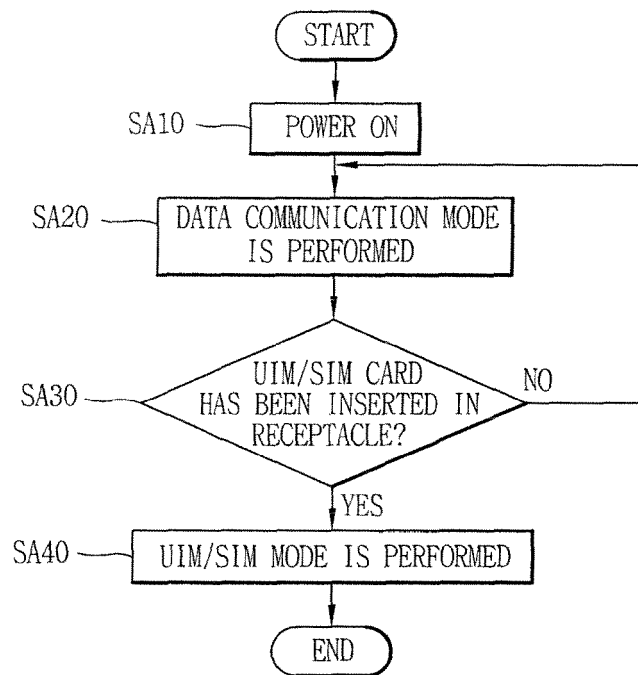 START
SA10
POWER ON
SA20
DATA COMMUNICATION MODE
IS PERFORMED
SA30
UIM/SIM CARD
HAS BEEN INSERTED IN
RECEPTACLE?
NO
YES
SA40
UIM/SIM MODE IS PERFORMED
END